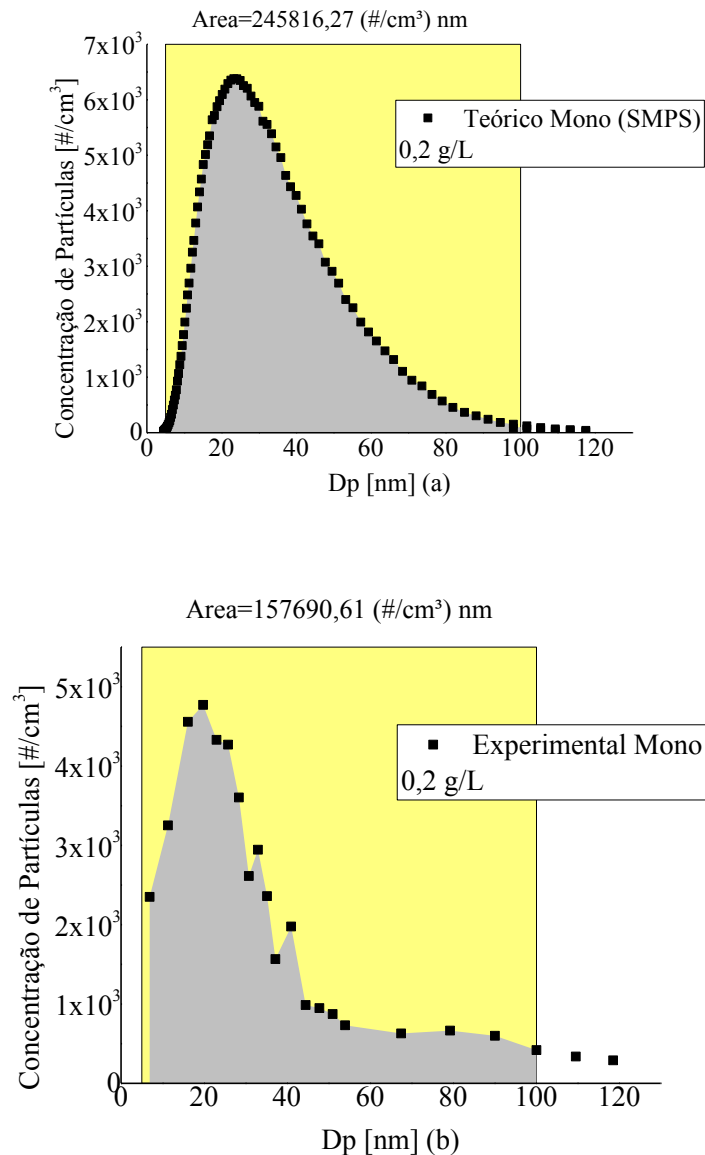 Area=245816,27 (#/cm³) nm
7x10³
6x10³
5x10³
4x10³
3x10³
2x10³
1x10³
0
Concentração de Partículas [#/cm³]
Teórico Mono (SMPS)
0,2 g/L
0 20 40 60 80 100 120
Dp [nm] (a)
Area=157690,61 (#/cm³) nm
5x10³
4x10³
3x10³
2x10³
1x10³
0
Concentração de Partículas [#/cm³]
Experimental Mono
0,2 g/L
0 20 40 60 80 100 120
Dp [nm] (b)